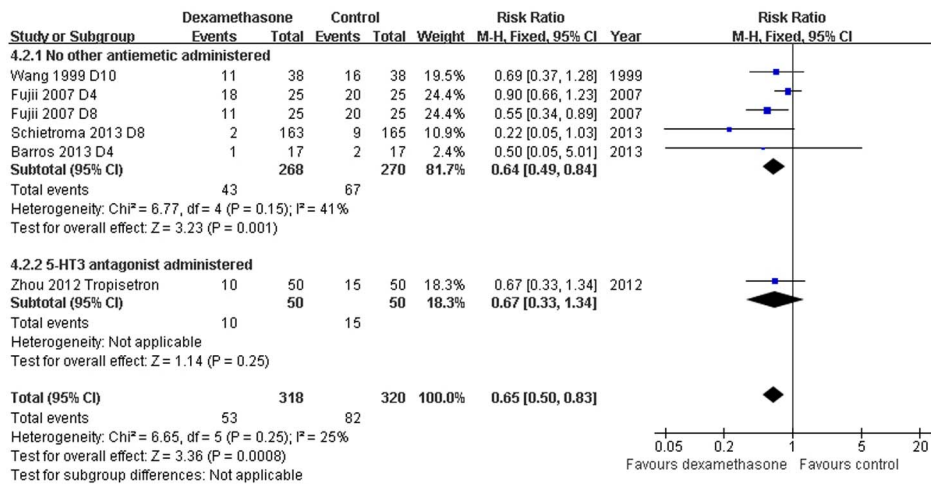 Dexamethasone Control Risk Ratio Risk Ratio
Study or Subgroup Events Total Events Total Weight M-H, Fixed, 95% CI Year M-H, Fixed, 95% CI
4.2.1 No other antiemetic administered
Wang 1999 D10 11 38 16 38 19.5% 0.69 [0.37, 1.28] 1999
Fujii 2007 D4 18 25 20 25 24.4% 0.90 [0.66, 1.23] 2007
Fujii 2007 D8 11 25 20 25 24.4% 0.55 [0.34, 0.89] 2007
Schietroma 2013 D8 2 163 9 165 10.9% 0.22 [0.05, 1.03] 2013
Barros 2013 D4 1 17 2 17 2.4% 0.50 [0.05, 5.01] 2013
Subtotal (95% CI) 268 270 81.7% 0.64 [0.49, 0.84]
Total events 43 67
Heterogeneity: Chi² = 6.77, df = 4 (P = 0.15); I² = 41%
Test for overall effect: Z = 3.23 (P = 0.001)
4.2.2 5-HT3 antagonist administered
Zhou 2012 Tropisetron 10 50 15 50 18.3% 0.67 [0.33, 1.34] 2012
Subtotal (95% CI) 50 50 18.3% 0.67 [0.33, 1.34]
Total events 10 15
Heterogeneity: Not applicable
Test for overall effect: Z = 1.14 (P = 0.25)
Total (95% CI) 318 320 100.0% 0.65 [0.50, 0.83]
Total events 53 82
Heterogeneity: Chi² = 6.65, df = 5 (P = 0.25); I² = 25%
Test for overall effect: Z = 3.36 (P = 0.0008)
Test for subgroup differences: Not applicable
0.05 0.2 1 5 20
Favours dexamethasone Favours control